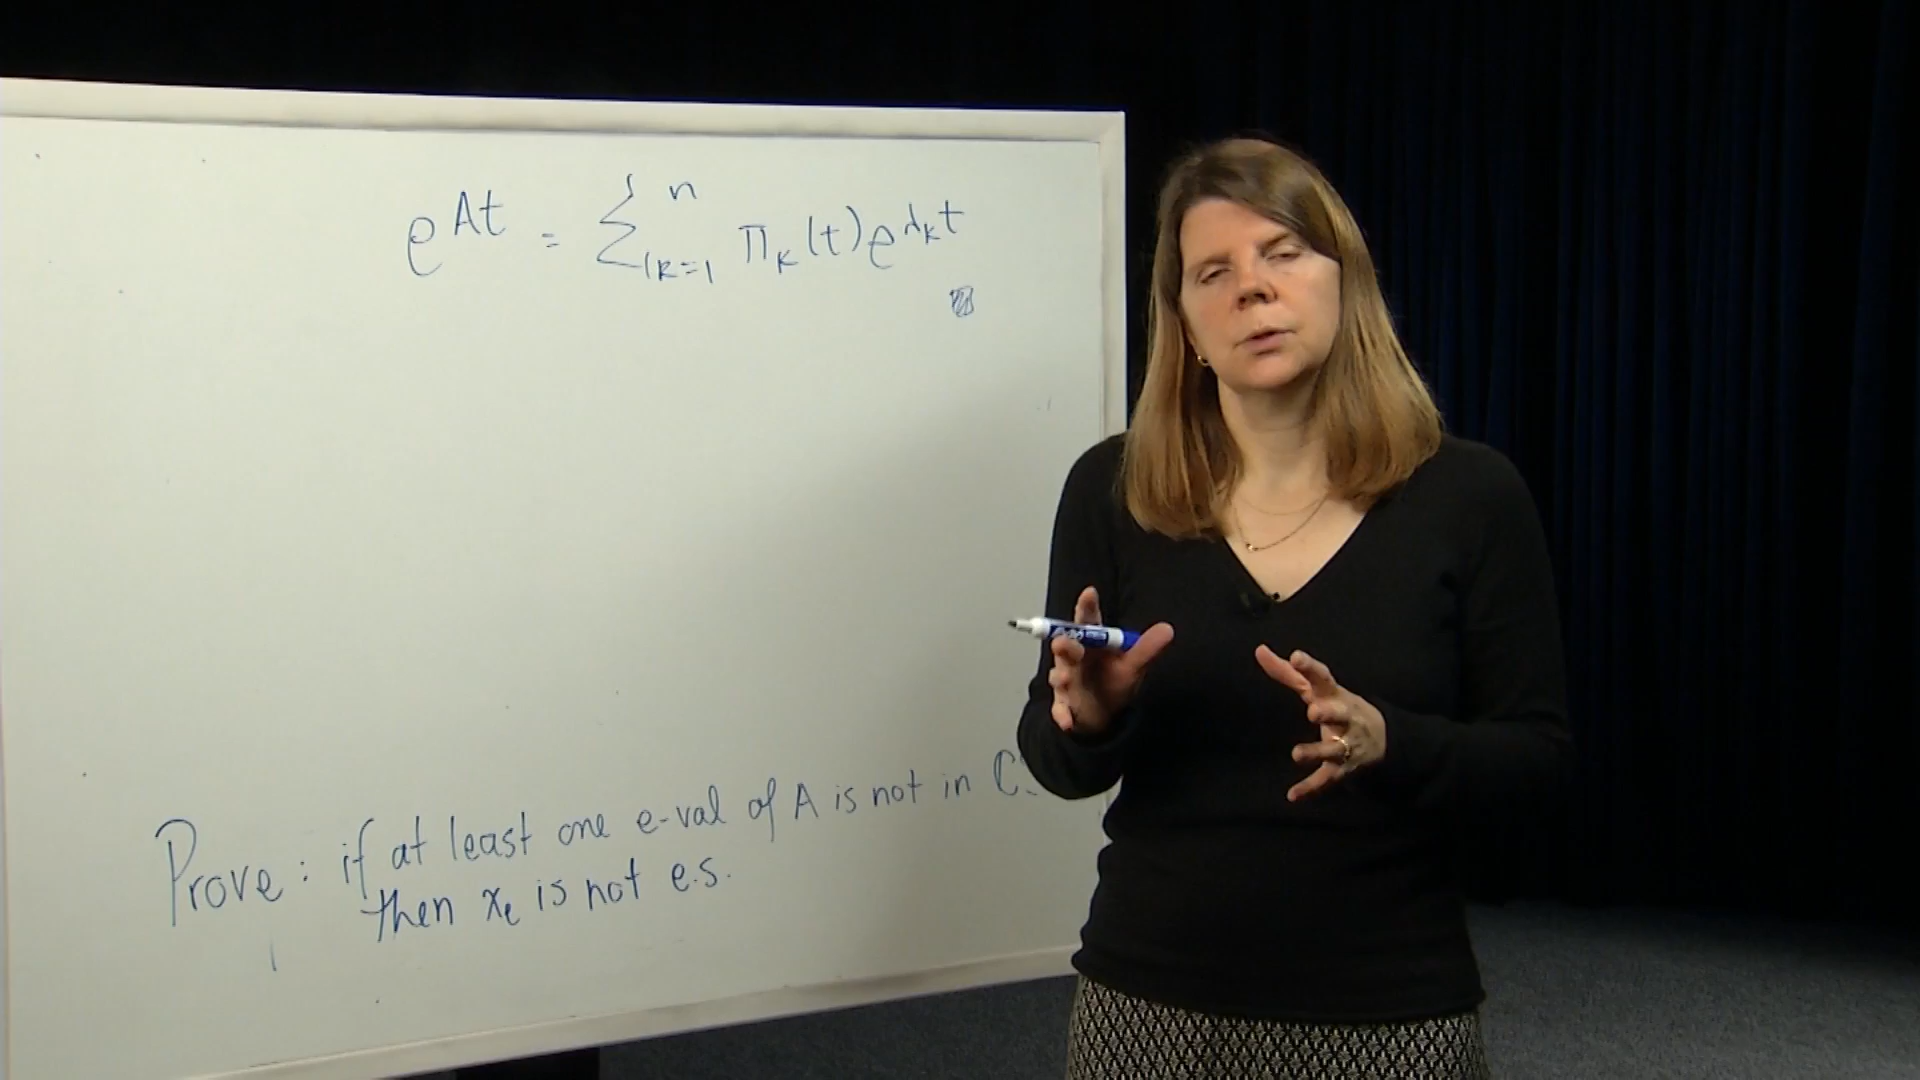 e^{At} = \sum_{k=1}^{n} \Pi_k(t) e^{\lambda_k t}
Prove: if at least one e-val of A is not in
then x_e is not e.s.